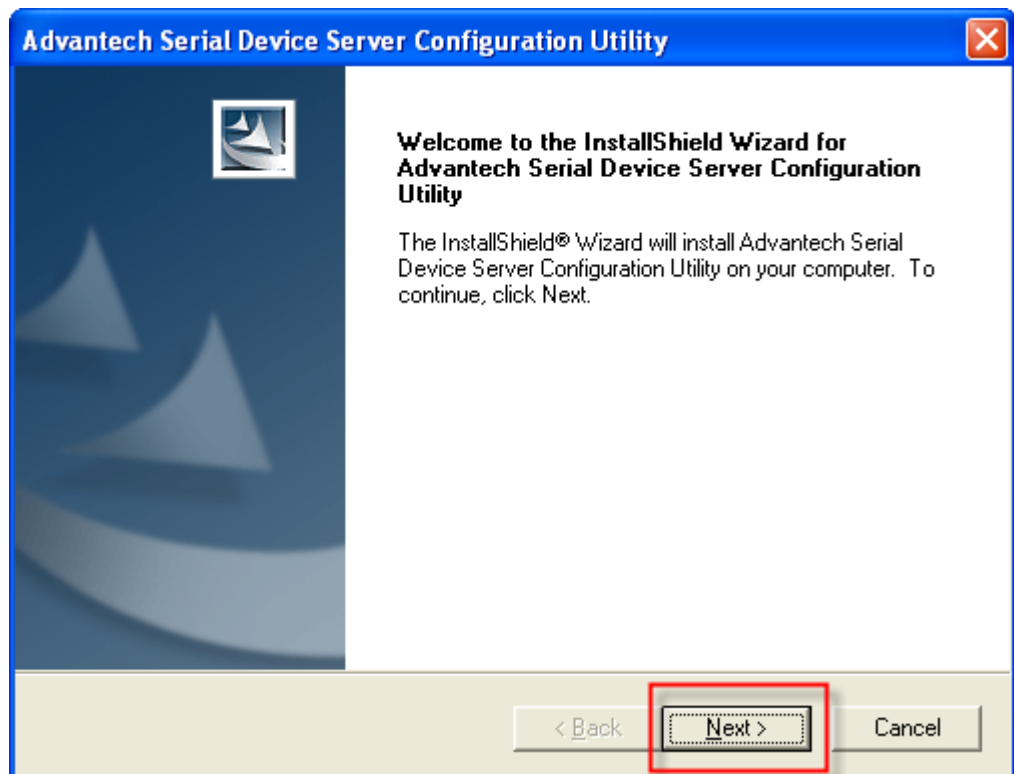 Advantech Serial Device Server Configuration Utility
Welcome to the InstallShield Wizard for
Advantech Serial Device Server Configuration
Utility
The InstallShield® Wizard will install Advantech Serial
Device Server Configuration Utility on your computer. To
continue, click Next.
< Back
Next >
Cancel